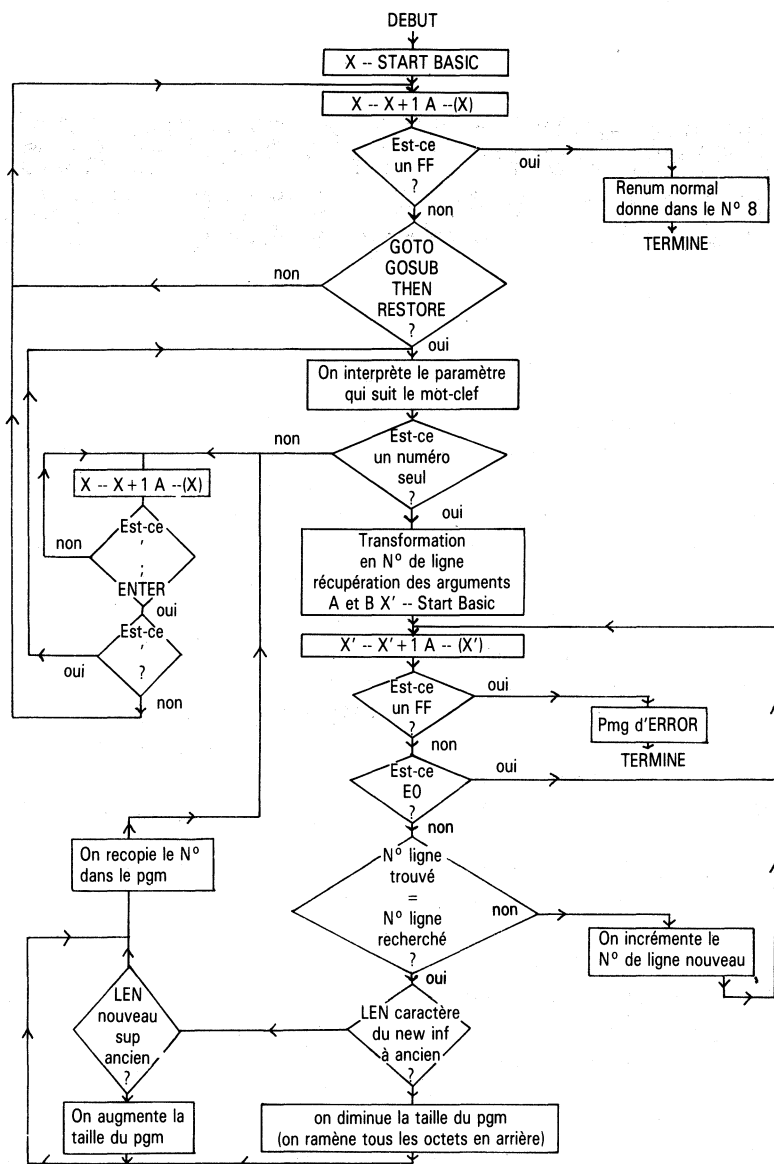 DEBUT
X -- START BASIC
X -- X + 1 A --(X)
Est-ce
un FF
?
oui
Renum normal
donne dans le Nº 8
TERMINE
non
GOTO
GOSUB
THEN
RESTORE
?
non
oui
On interprète le paramètre
qui suit le mot-clef
Est-ce
un numéro
seul
?
non
X -- X + 1 A --(X)
Est-ce
,
;
ENTER
non
oui
Est-ce
,
?
oui
non
oui
Transformation
en Nº de ligne
récupération des arguments
A et B X' -- Start Basic
X' -- X' + 1 A -- (X')
Est-ce
un FF
?
oui
Pmg d'ERROR
TERMINE
non
Est-ce
E0
?
oui
non
On recopie le Nº
dans le pgm
Nº ligne
trouvé
=
Nº ligne
recherché
?
non
On incrémente le
Nº de ligne nouveau
oui
LEN
nouveau
sup
ancien
?
LEN caractère
du new inf
à ancien
?
On augmente la
taille du pgm
on diminue la taille du pgm
(on ramène tous les octets en arrière)